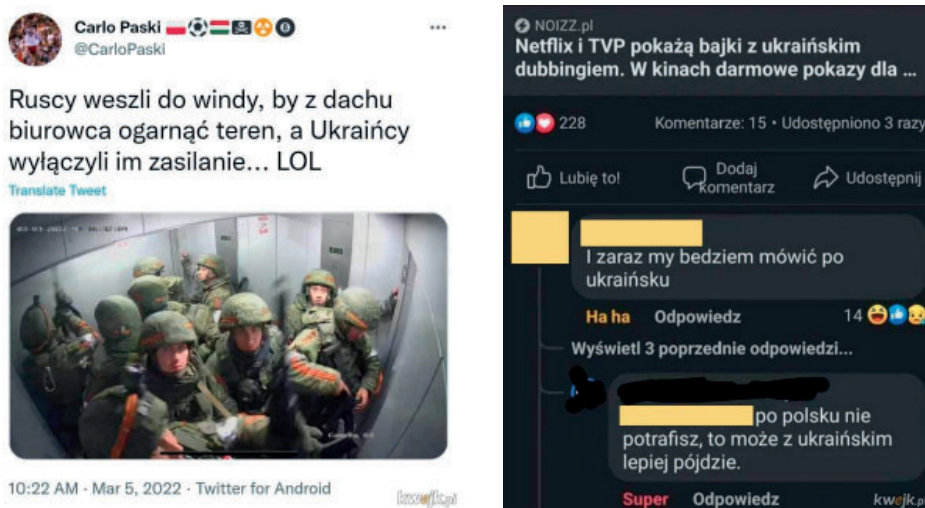 Carlo Paski
@CarloPaski
Ruscy weszli do windy, by z dachu
biurowca ogarnąć teren, a Ukraińcy
wyłączyli im zasilanie... LOL
Translate Tweet
10:22 AM · Mar 5, 2022 · Twitter for Android
kwejk.pl
NOIZZ.pl
Netflix i TVP pokażą bajki z ukraińskim
dubbingiem. W kinach darmowe pokazy dla ...
228 Komentarze: 15 • Udostępniono 3 razy
Lubię to! Dodaj komentarz Udostępnij
I zaraz my bedziem mówić po
ukraińsku
Ha ha Odpowiedz 14
Wyświetl 3 poprzednie odpowiedzi...
po polsku nie
potrafisz, to może z ukraińskim
lepiej pójdzie.
Super Odpowiedz
kwejk.pl